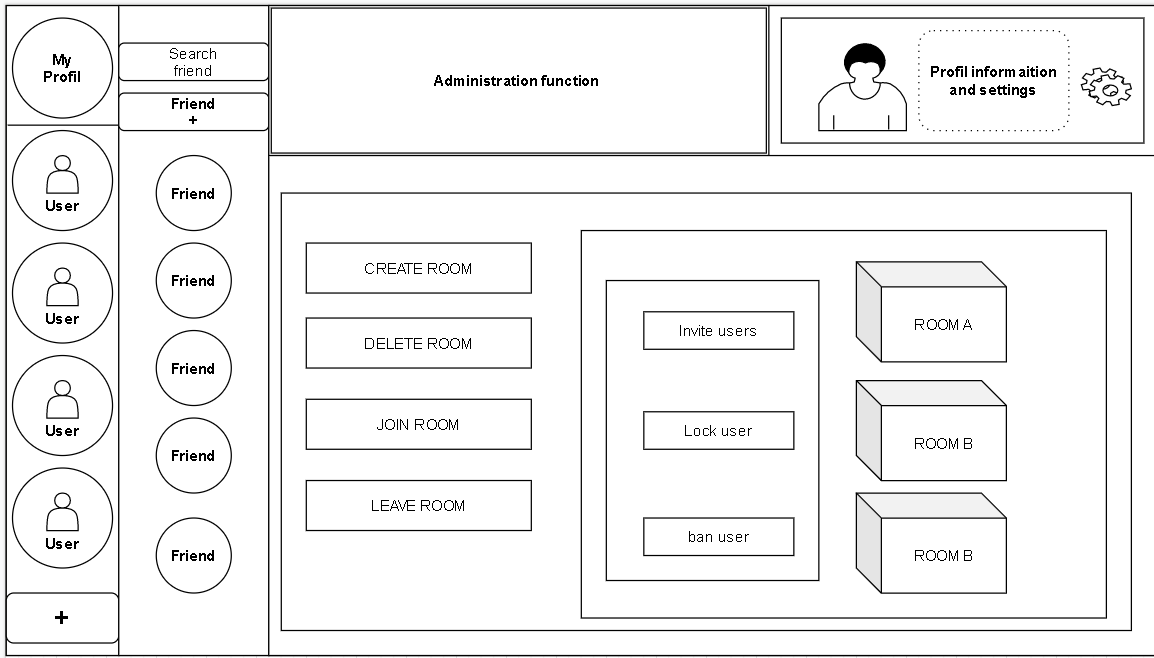 My
Profil
User
User
User
User
+
Search
friend
Friend
+
Friend
Friend
Friend
Friend
Friend
Administration function
Profil informaition
and settings
CREATE ROOM
DELETE ROOM
JOIN ROOM
LEAVE ROOM
Invite users
Lock user
ban user
ROOM A
ROOM B
ROOM B